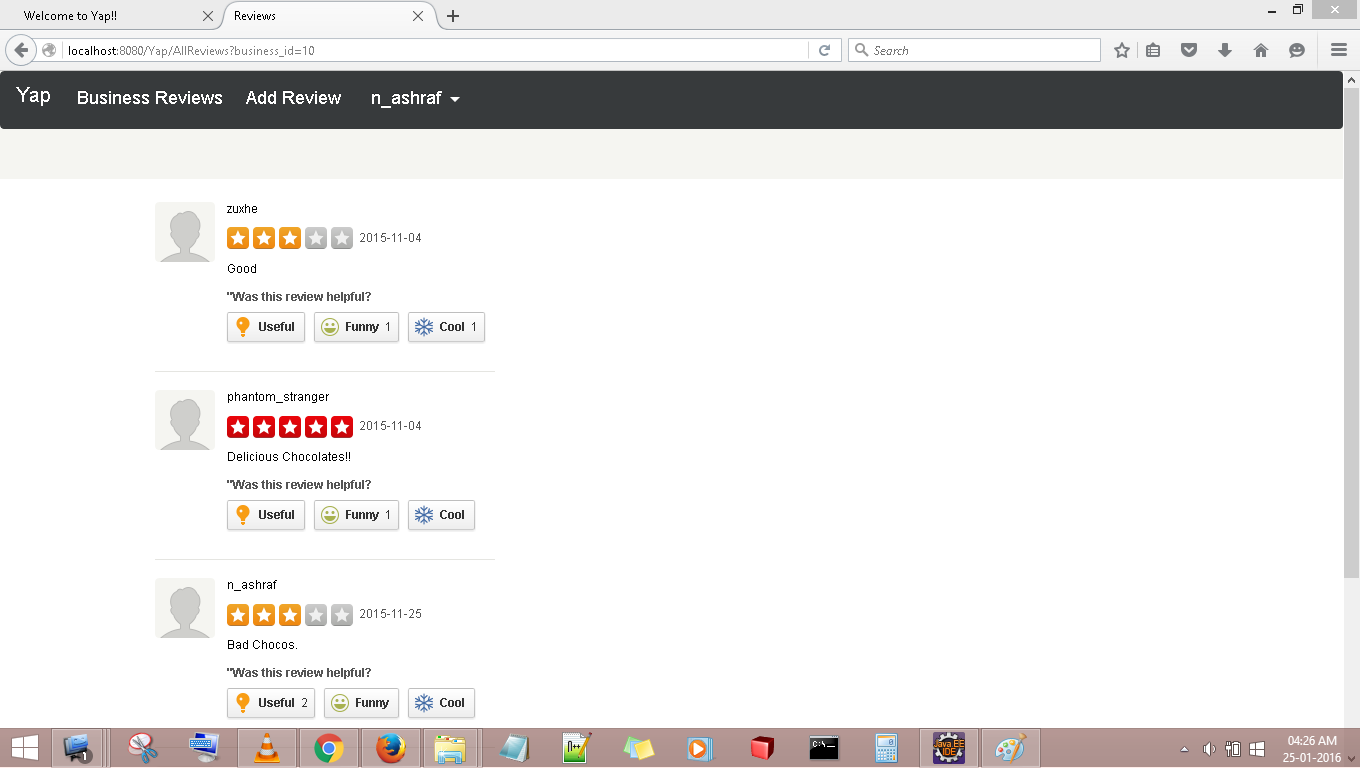 Welcome to Yap!!
Reviews
localhost:8080/Yap/AllReviews?business_id=10
Search
Yap
Business Reviews
Add Review
n_ashraf
zuxhe
2015-11-04
Good
"Was this review helpful?
Useful
Funny 1
Cool 1
phantom_stranger
2015-11-04
Delicious Chocolates!!
"Was this review helpful?
Useful
Funny 1
Cool
n_ashraf
2015-11-25
Bad Chocos.
"Was this review helpful?
Useful 2
Funny
Cool
1
Java EE
IDE
04:26 AM
25-01-2016